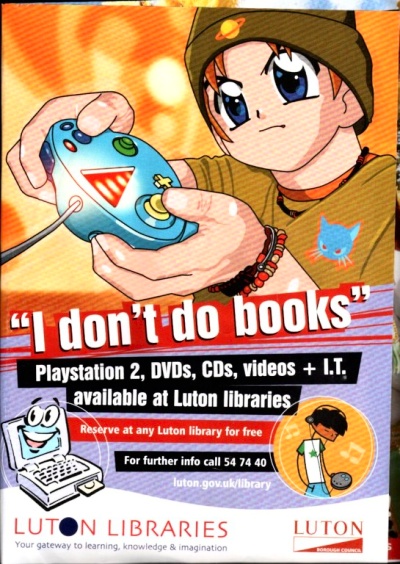 "I don't do books"
Playstation 2, DVDs, CDs, videos + I.T.
available at Luton libraries
Reserve at any Luton library for free
For further info call 54 74 40
luton.gov.uk/library
LUTON LIBRARIES
Your gateway to learning, knowledge & imagination
LUTON
BOROUGH COUNCIL